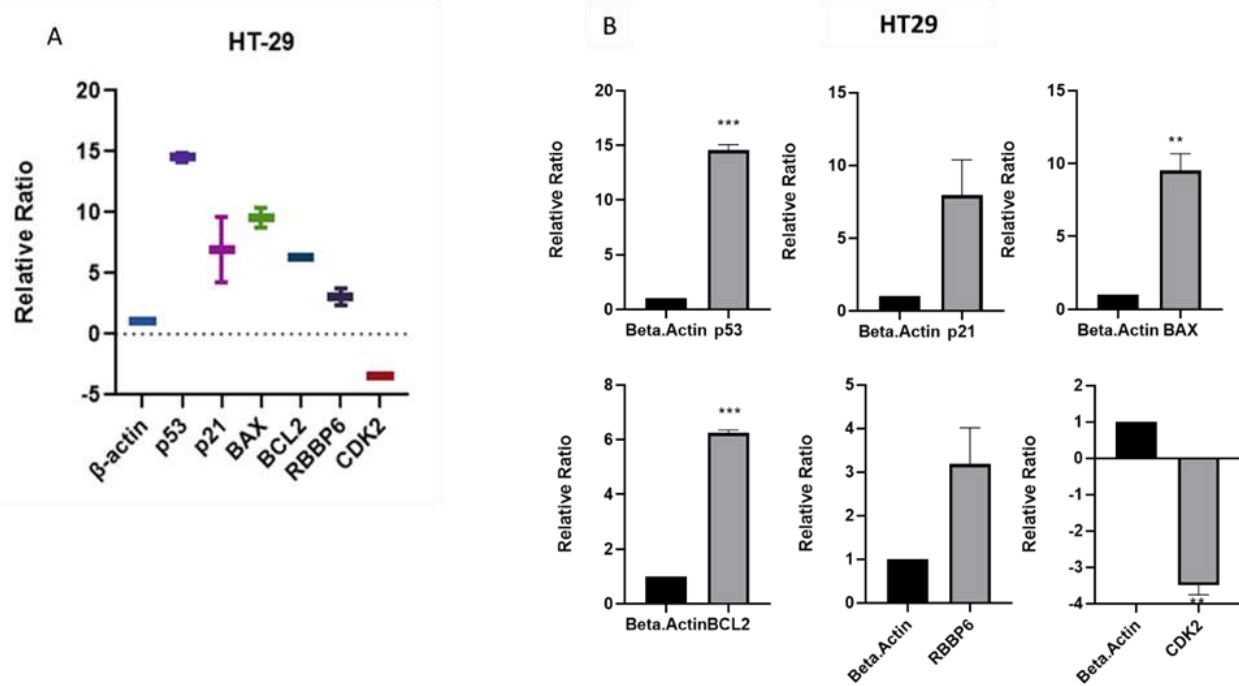 A
HT-29
Relative Ratio
20
15
10
5
0
-5
β-actin
p53
p21
BAX
BCL2
RBBP6
CDK2
B
HT29
Relative Ratio
20
15
10
5
0
***
Beta.Actin p53
Relative Ratio
15
10
5
0
Beta.Actin p21
Relative Ratio
15
10
5
0
**
Beta.Actin BAX
Relative Ratio
8
6
4
2
0
***
Beta.ActinBCL2
Relative Ratio
5
4
3
2
1
0
Beta.Actin
RBBP6
Relative Ratio
2
1
0
-1
-2
-3
-4
**
Beta.Actin
CDK2